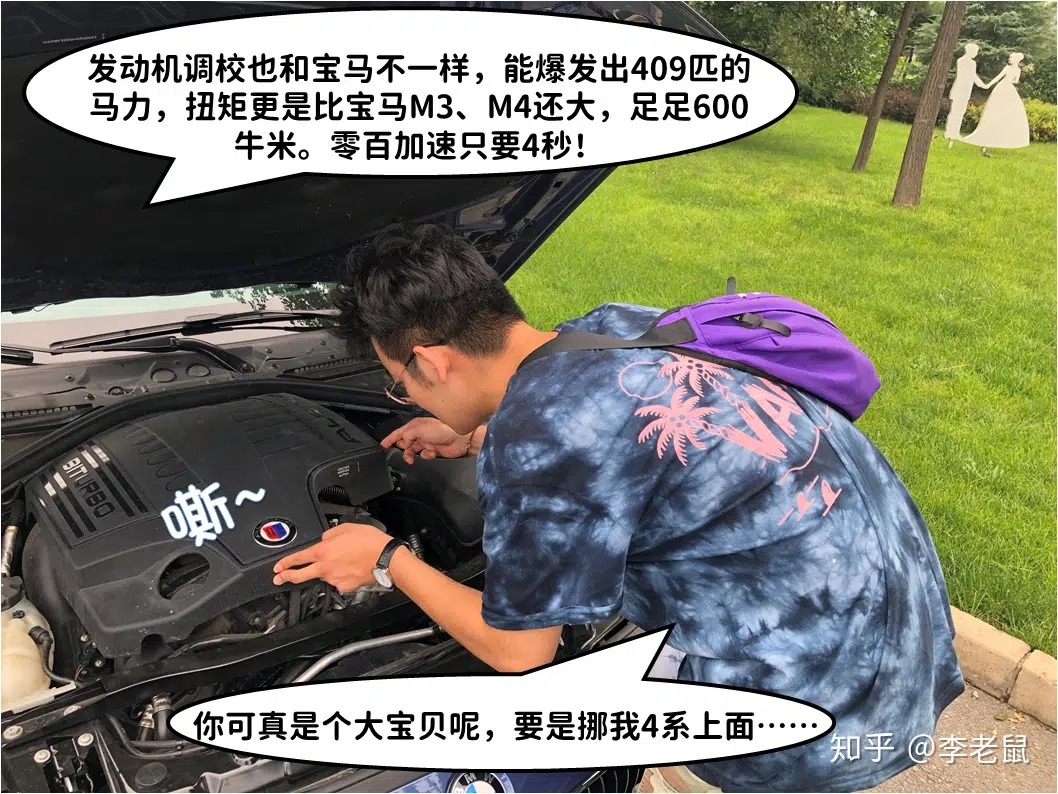 发动机调校也和宝马不一样，能爆发出409匹的
马力，扭矩更是比宝马M3、M4还大，足足600
牛米。零百加速只要4秒！
BITURBO
嘶～
VAN
你可真是个大宝贝呢，要是挪我4系上面……
知乎 @李老鼠